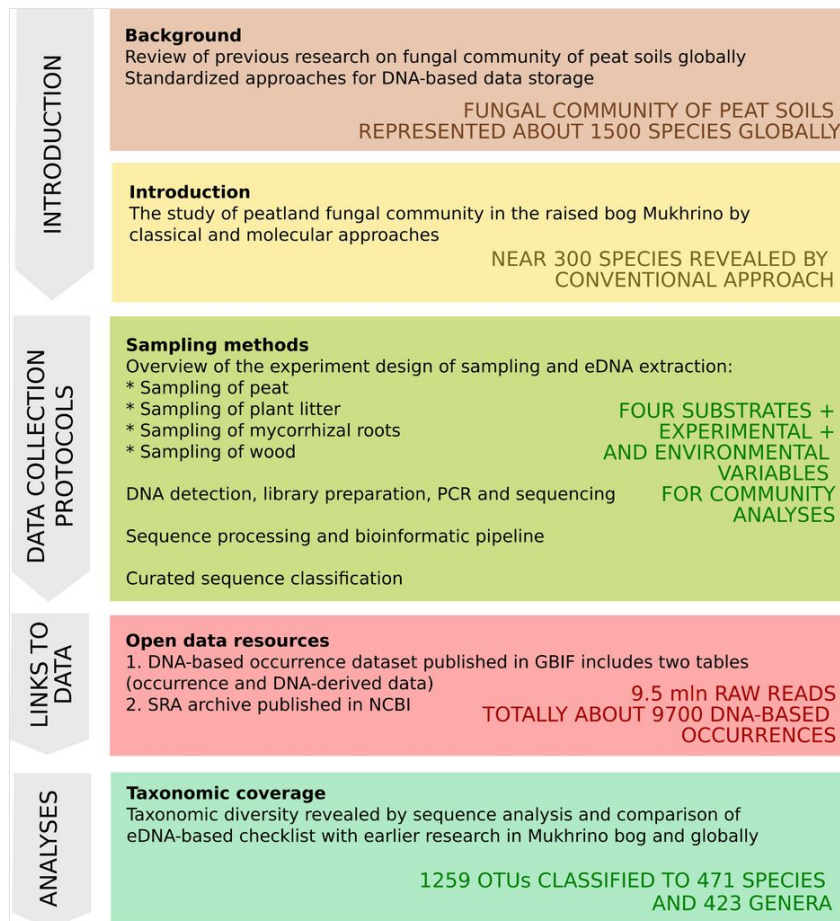 INTRODUCTION
Background
Review of previous research on fungal community of peat soils globally
Standardized approaches for DNA-based data storage
FUNGAL COMMUNITY OF PEAT SOILS
REPRESENTED ABOUT 1500 SPECIES GLOBALLY
Introduction
The study of peatland fungal community in the raised bog Mukhrino by
classical and molecular approaches
NEAR 300 SPECIES REVEALED BY
CONVENTIONAL APPROACH
DATA COLLECTION
PROTOCOLS
Sampling methods
Overview of the experiment design of sampling and eDNA extraction:
* Sampling of peat
* Sampling of plant litter
* Sampling of mycorrhizal roots
* Sampling of wood
DNA detection, library preparation, PCR and sequencing
Sequence processing and bioinformatic pipeline
Curated sequence classification
FOUR SUBSTRATES +
EXPERIMENTAL +
AND ENVIRONMENTAL
VARIABLES
FOR COMMUNITY
ANALYSES
LINKS TO
DATA
Open data resources
1. DNA-based occurrence dataset published in GBIF includes two tables
(occurrence and DNA-derived data)
2. SRA archive published in NCBI
9.5 mln RAW READS
TOTALLY ABOUT 9700 DNA-BASED
OCCURRENCES
ANALYSES
Taxonomic coverage
Taxonomic diversity revealed by sequence analysis and comparison of
eDNA-based checklist with earlier research in Mukhrino bog and globally
1259 OTUs CLASSIFIED TO 471 SPECIES
AND 423 GENERA